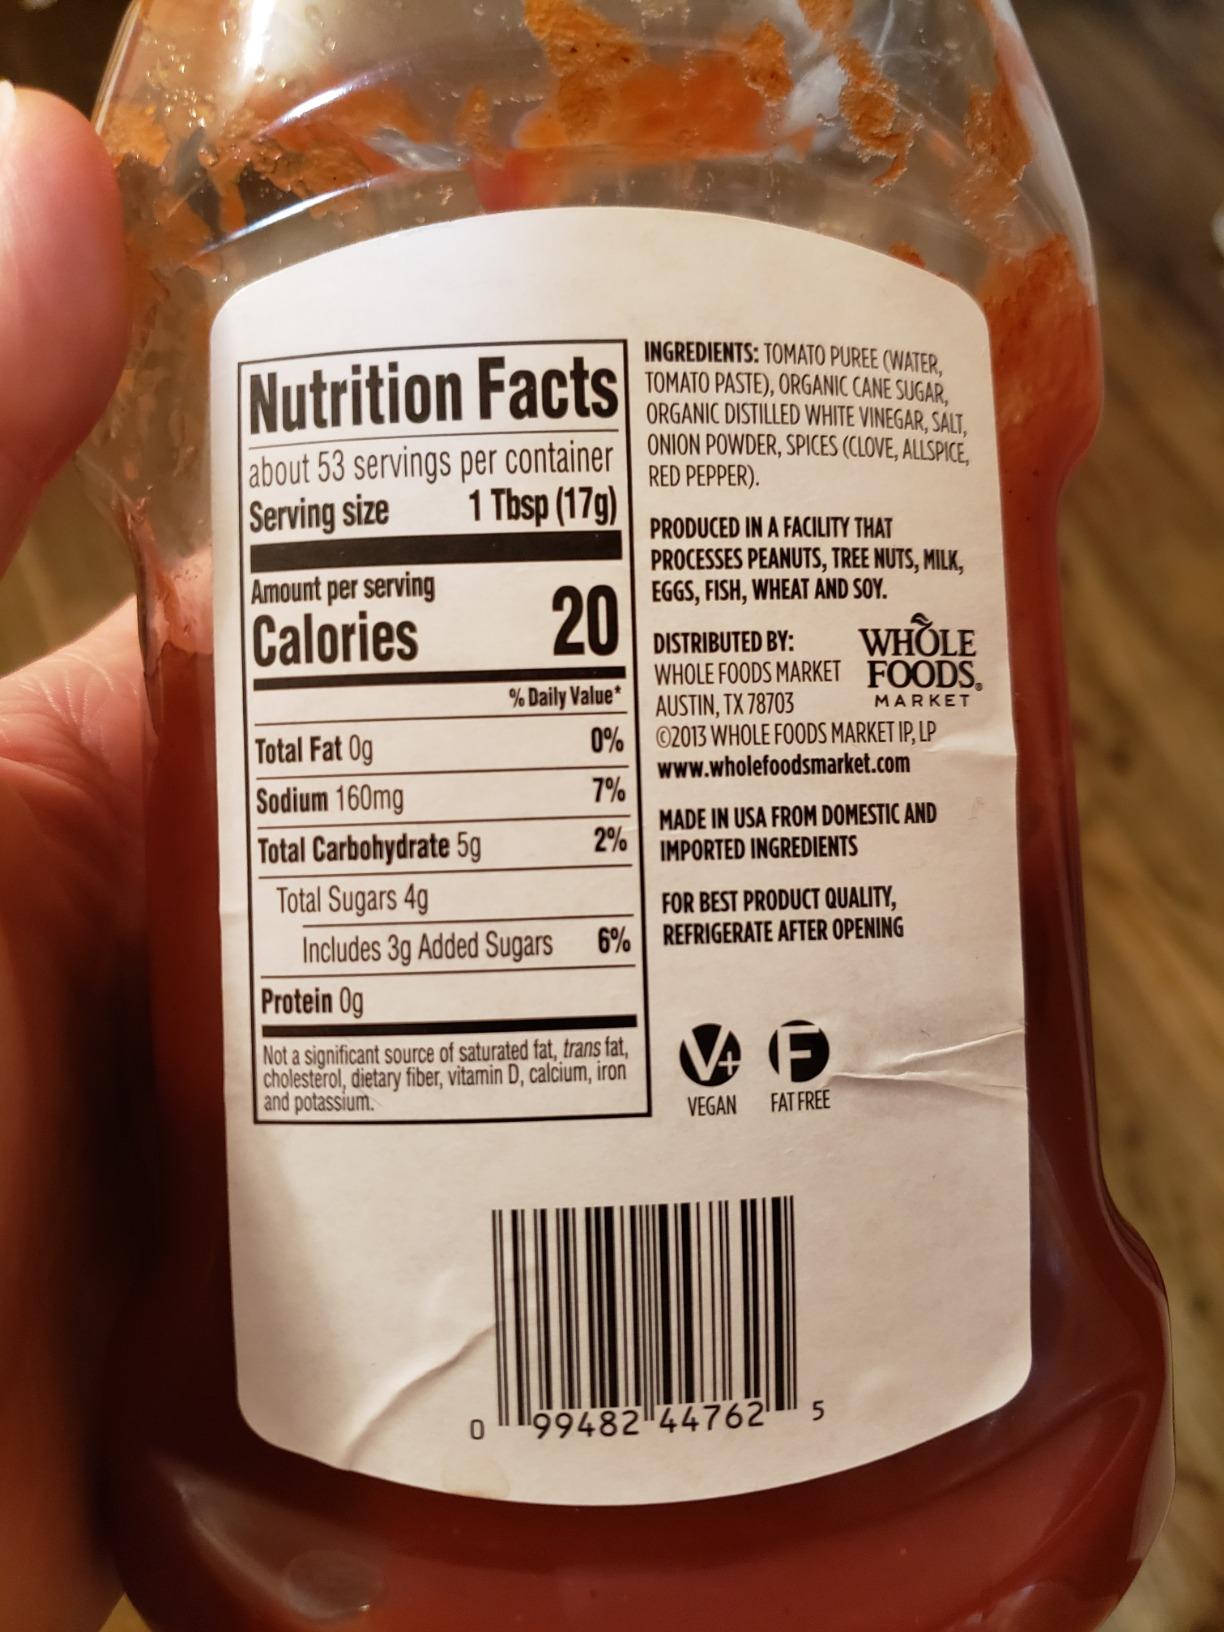 Nutrition Facts
about 53 servings per container
Serving size 1 Tbsp (17g)
Amount per serving
Calories 20
% Daily Value*
Total Fat 0g 0%
Sodium 160mg 7%
Total Carbohydrate 5g 2%
Total Sugars 4g
Includes 3g Added Sugars 6%
Protein 0g
Not a significant source of saturated fat, trans fat,
cholesterol, dietary fiber, vitamin D, calcium, iron
and potassium.
INGREDIENTS: TOMATO PUREE (WATER,
TOMATO PASTE), ORGANIC CANE SUGAR,
ORGANIC DISTILLED WHITE VINEGAR, SALT,
ONION POWDER, SPICES (CLOVE, ALLSPICE,
RED PEPPER).
PRODUCED IN A FACILITY THAT
PROCESSES PEANUTS, TREE NUTS, MILK,
EGGS, FISH, WHEAT AND SOY.
DISTRIBUTED BY:
WHOLE FOODS MARKET
AUSTIN, TX 78703
©2013 WHOLE FOODS MARKET IP, LP
www.wholefoodsmarket.com
WHOLE
FOODS®
MARKET
MADE IN USA FROM DOMESTIC AND
IMPORTED INGREDIENTS
FOR BEST PRODUCT QUALITY,
REFRIGERATE AFTER OPENING
V+ F
VEGAN FAT FREE
0 99482 44762 5